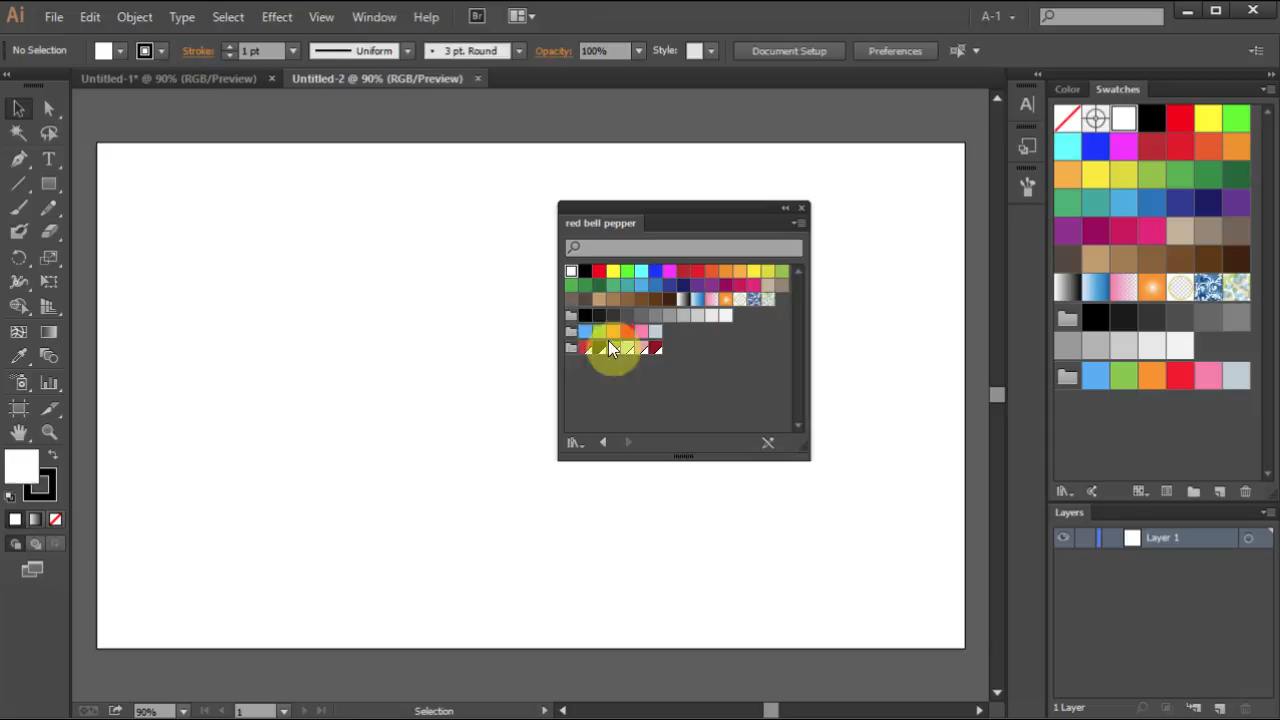 Ai File Edit Object Type Select Effect View Window Help Br A-1
No Selection Stroke: 1 pt Uniform 3 pt. Round Opacity: 100% Style: Document Setup Preferences
Untitled-1* @ 90% (RGB/Preview) Untitled-2 @ 90% (RGB/Preview)
Color Swatches
red bell pepper
Layers
Layer 1
1 Layer
90% 1 Selection